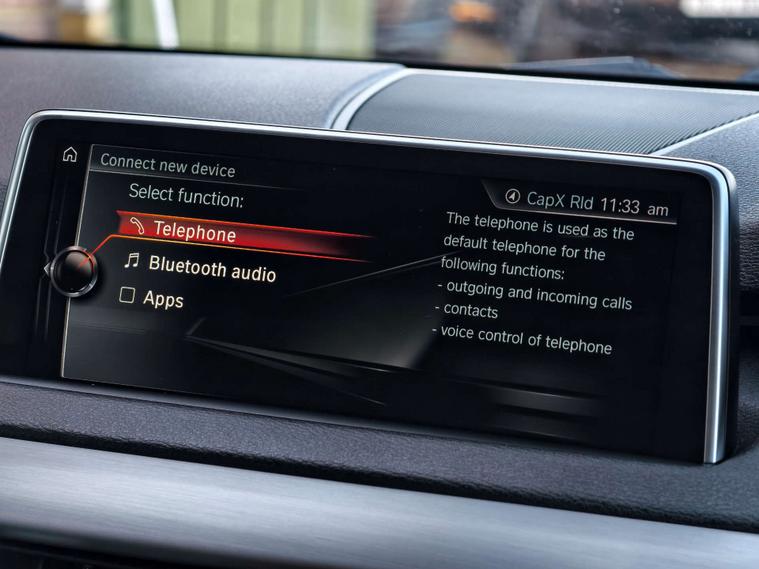 Connect new device
CapX Rld 11:33 am
Select function:
Telephone
Bluetooth audio
Apps
The telephone is used as the
default telephone for the
following functions:
- outgoing and incoming calls
- contacts
- voice control of telephone